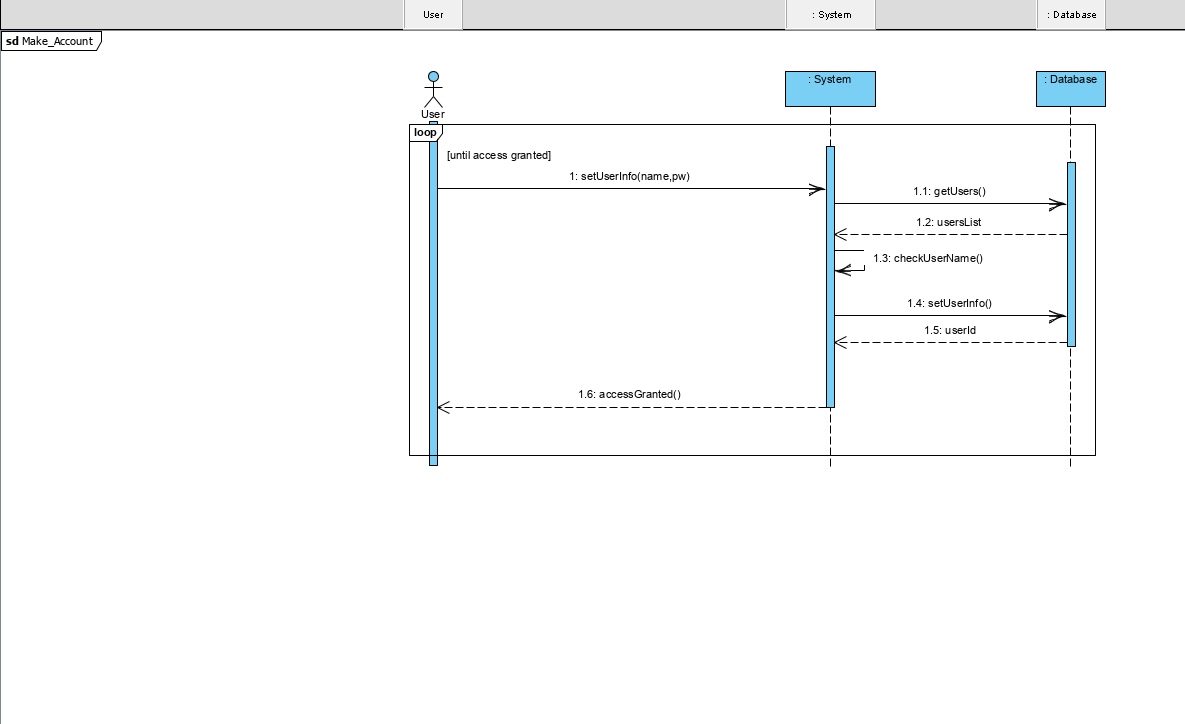 User : System : Database
sd Make_Account
: System : Database
User
loop
[until access granted]
1: setUserInfo(name,pw)
1.1: getUsers()
1.2: usersList
1.3: checkUserName()
1.4: setUserInfo()
1.5: userId
1.6: accessGranted()